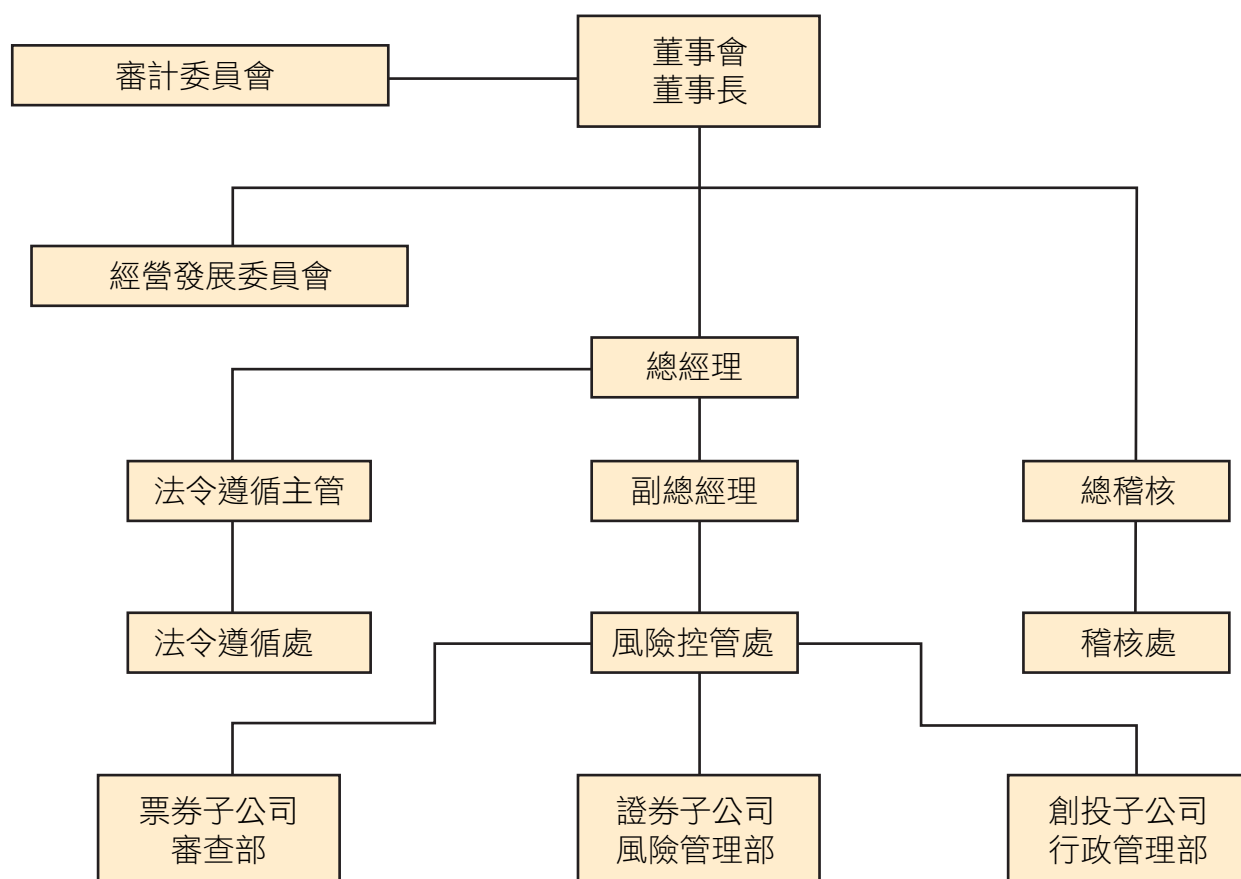 審計委員會
董事會
董事長
經營發展委員會
總經理
法令遵循主管
副總經理
總稽核
法令遵循處
風險控管處
稽核處
票券子公司
審查部
證券子公司
風險管理部
創投子公司
行政管理部